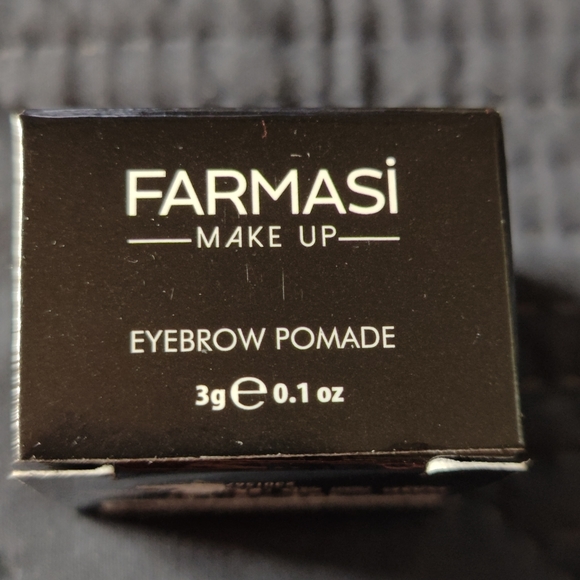 FARMASİ
MAKE UP
EYEBROW POMADE
3g ℮ 0.1 oz